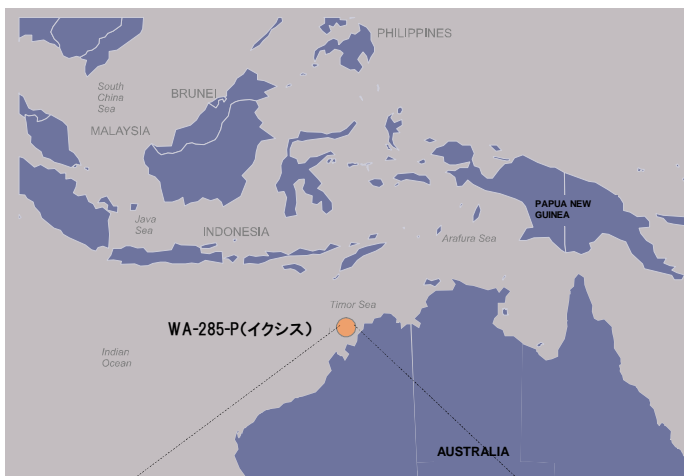 PHILIPPINES
South
China
Sea
BRUNEI
MALAYSIA
PAPUA NEW
GUINEA
Java
Sea
INDONESIA
Arafura Sea
Timor Sea
WA-285-P(イクシス)
Indian
Ocean
AUSTRALIA